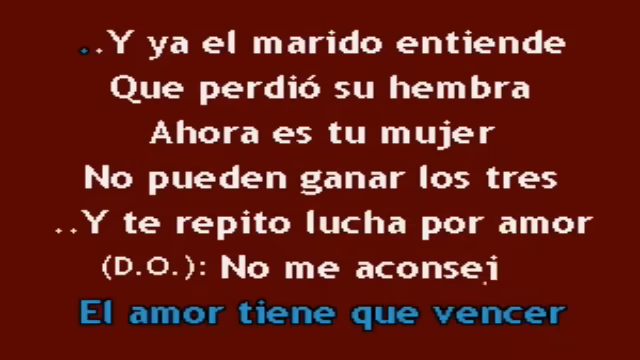 ..Y ya el marido entiende
Que perdió su hembra
Ahora es tu mujer
No pueden ganar los tres
..Y te repito lucha por amor
(D.O.): No me aconsej
El amor tiene que vencer